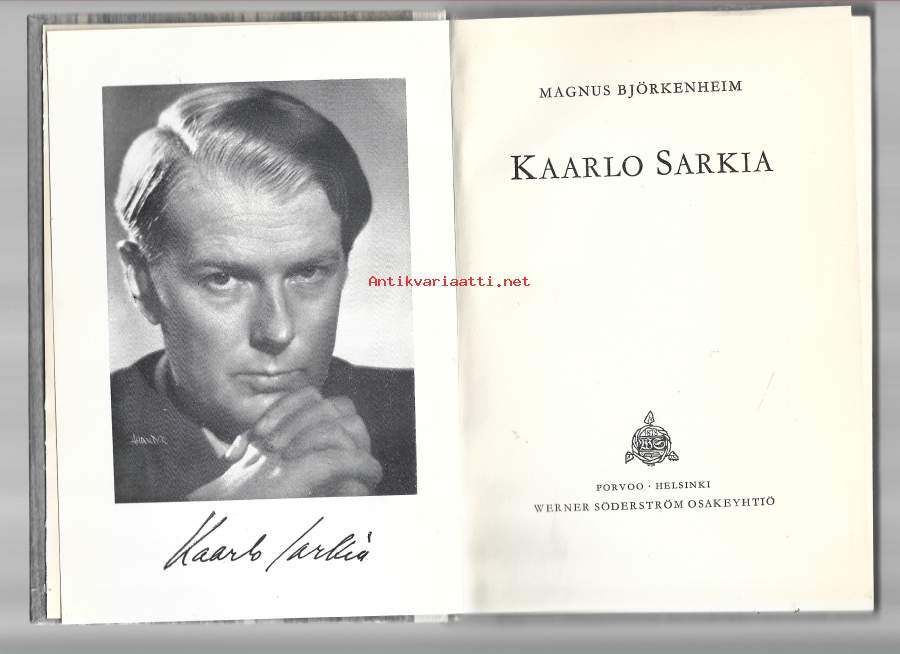 Kaarlo Sarkia
MAGNUS BJÖRKENHEIM
KAARLO SARKIA
Antikvariaatti.net
PORVOO · HELSINKI
WERNER SÖDERSTRÖM OSAKEYHTIÖ